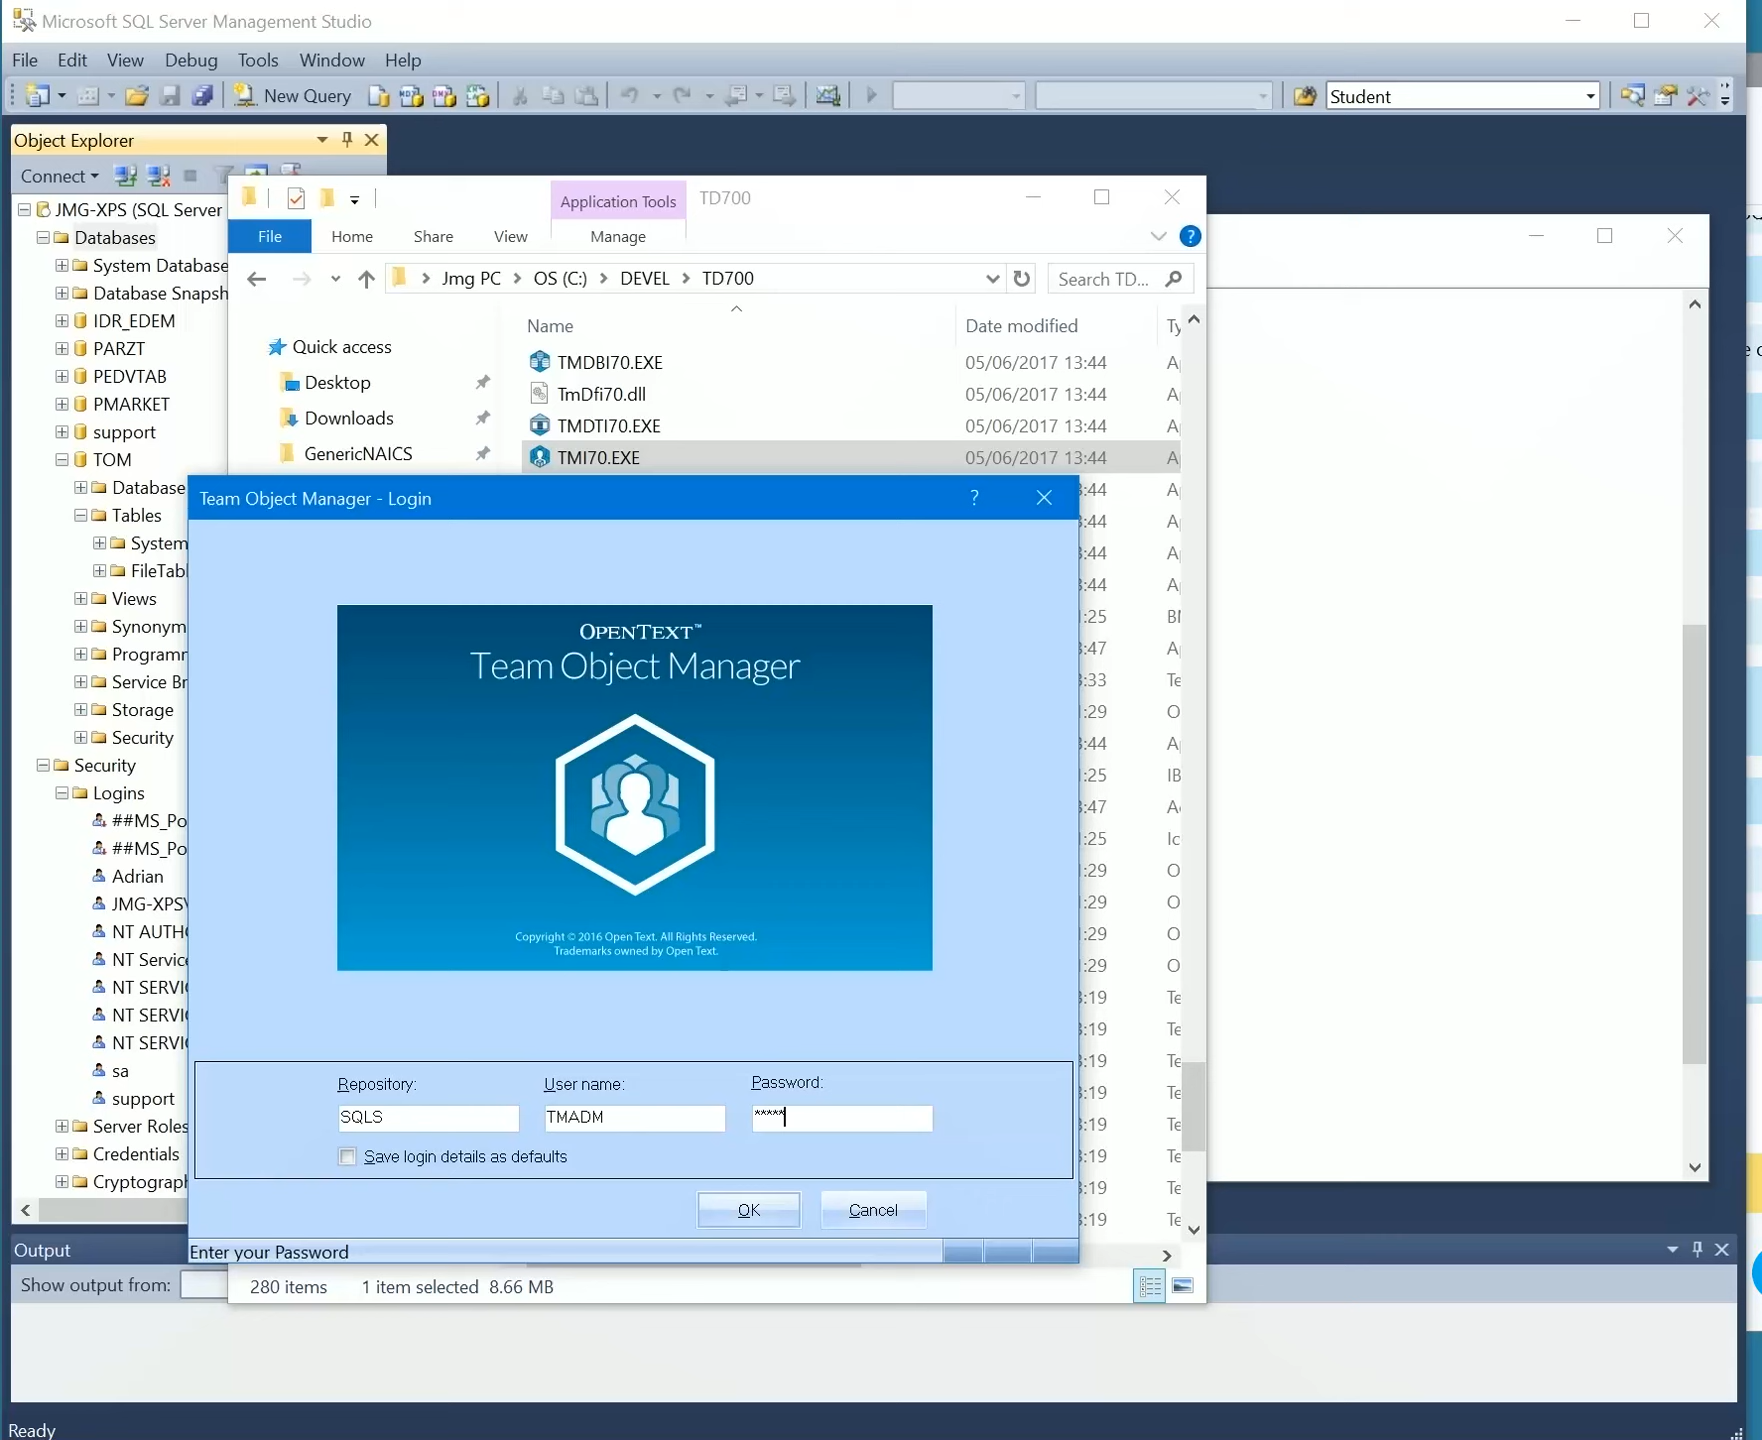 Microsoft SQL Server Management Studio
File Edit View Debug Tools Window Help
New Query
Student
Object Explorer
Connect
JMG-XPS (SQL Server
Databases
System Database
Database Snapsh
IDR_EDEM
PARZT
PEDVTAB
PMARKET
support
TOM
Database
Tables
System
FileTabl
Views
Synonym
Programm
Service Br
Storage
Security
Security
Logins
##MS_Po
##MS_Po
Adrian
JMG-XPS\
NT AUTH
NT Service
NT SERVI
NT SERVI
NT SERVI
sa
support
Server Roles
Credentials
Cryptograph
Application Tools
TD700
File Home Share View Manage
Jmg PC > OS (C:) > DEVEL > TD700
Search TD...
Quick access
Desktop
Downloads
GenericNAICS
Name Date modified Ty
TMDBI70.EXE 05/06/2017 13:44
TmDfi70.dll 05/06/2017 13:44
TMDTI70.EXE 05/06/2017 13:44
TMI70.EXE 05/06/2017 13:44
Team Object Manager - Login
?
OPENTEXT™
Team Object Manager
Copyright © 2016 Open Text. All Rights Reserved.
Trademarks owned by Open Text.
Repository: User name: Password:
SQLS TMADM *****
Save login details as defaults
OK Cancel
Enter your Password
280 items 1 item selected 8.66 MB
Output
Show output from:
Ready